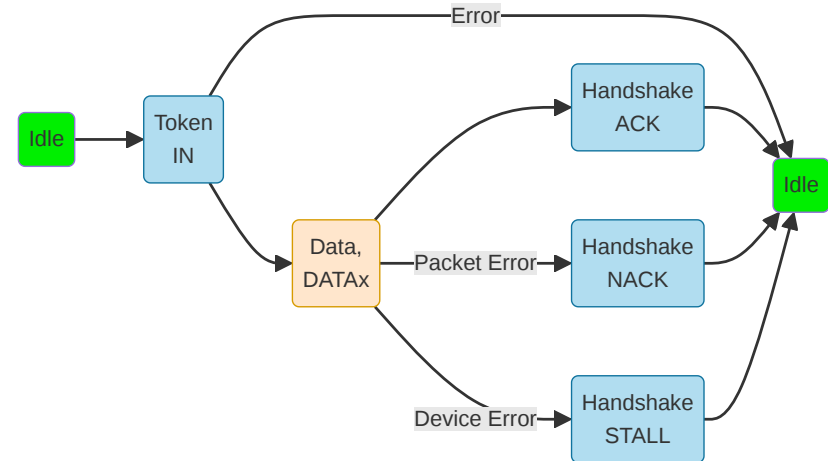 Error
Idle
Token
IN
Handshake
ACK
Idle
Data,
DATAx
Packet Error
Handshake
NACK
Device Error
Handshake
STALL